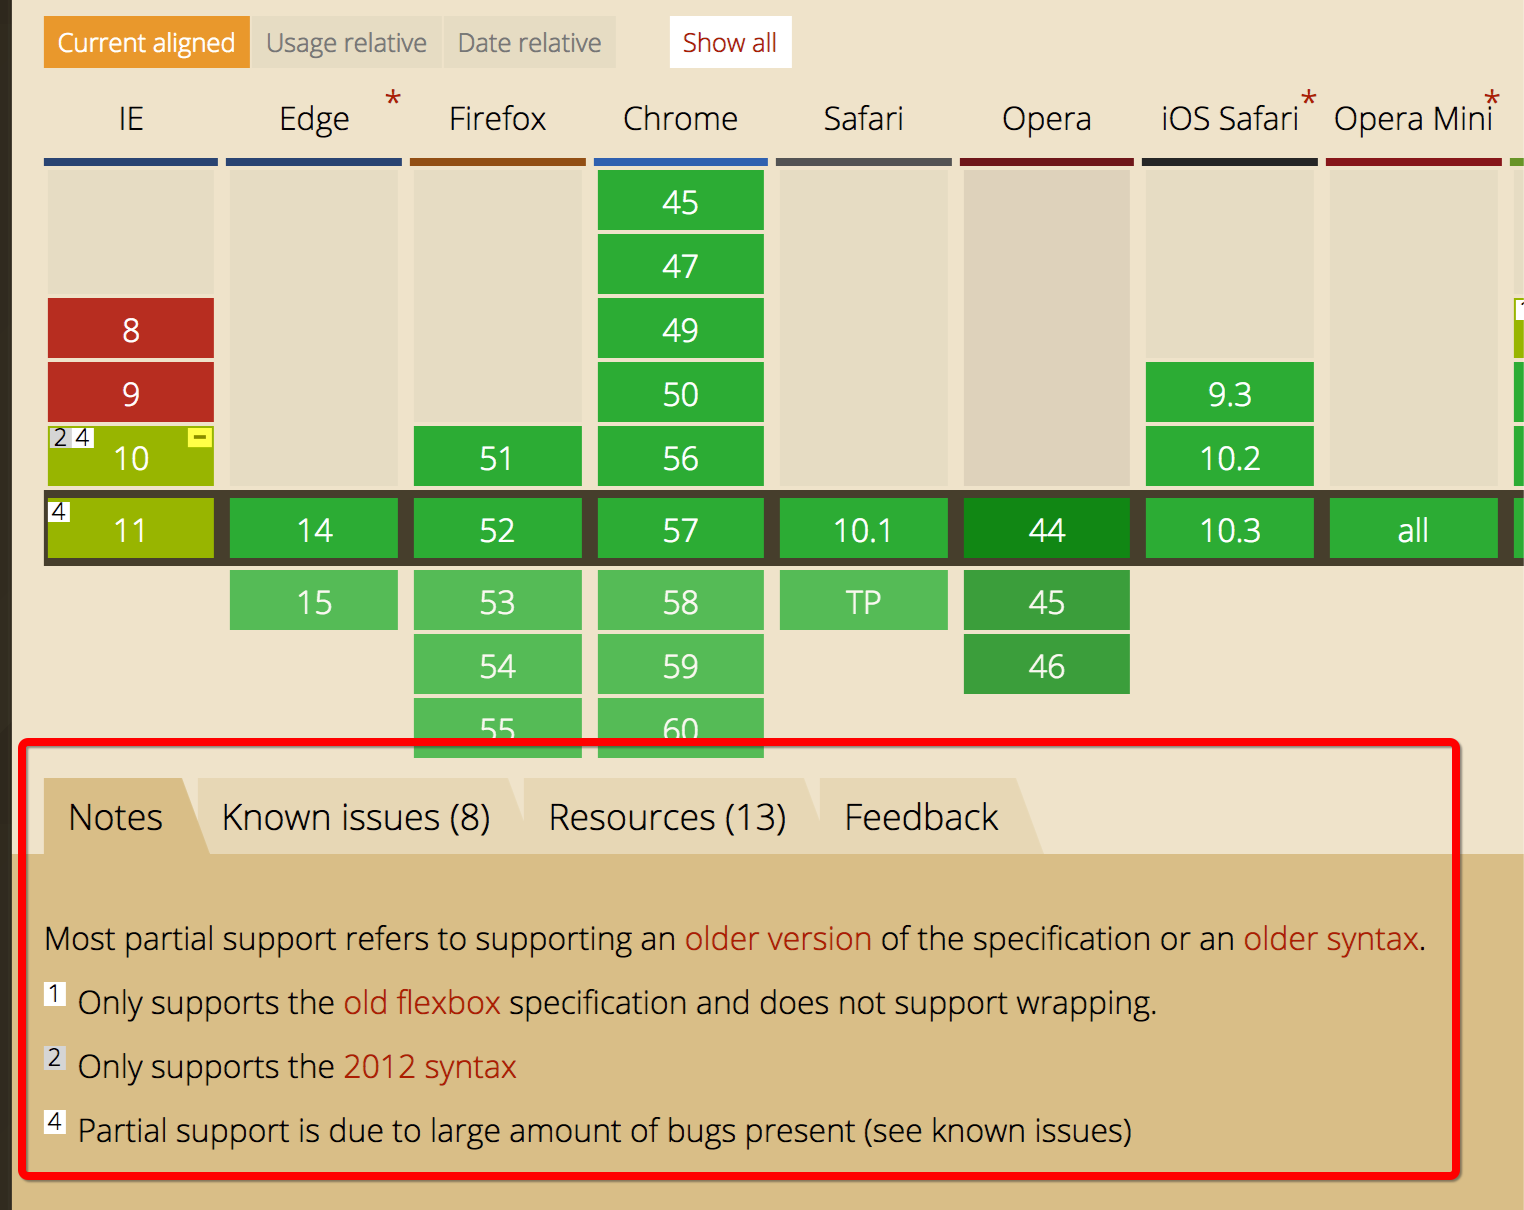 Current aligned Usage relative Date relative Show all
IE Edge * Firefox Chrome Safari Opera iOS Safari * Opera Mini *
45
47
8 49
9 50 9.3
2 4 10 - 51 56 10.2
4 11 14 52 57 10.1 44 10.3 all
15 53 58 TP 45
54 59 46
55 60
Notes Known issues (8) Resources (13) Feedback
Most partial support refers to supporting an older version of the specification or an older syntax.
1 Only supports the old flexbox specification and does not support wrapping.
2 Only supports the 2012 syntax
4 Partial support is due to large amount of bugs present (see known issues)